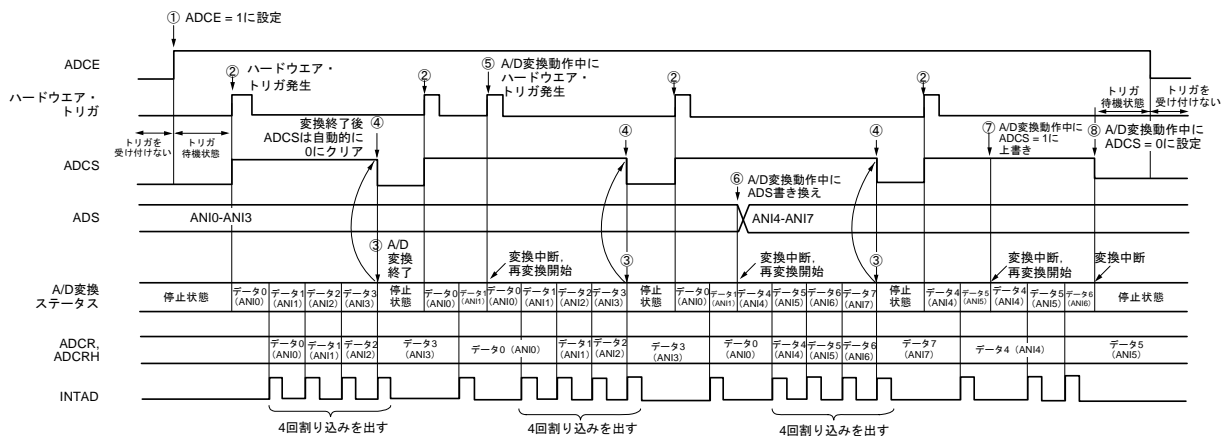 ① ADCE = 1に設定
ADCE
② ハードウエア・
トリガ発生
②
⑤ A/D変換動作中に
ハードウエア・
トリガ発生
②
②
ハードウエア・
トリガ
トリガを
受け付けない
トリガ
待機状態
変換終了後
ADCSは自動的に
0にクリア
④
④
④
⑦ A/D変換動作中に
ADCS = 1に
上書き
トリガ
待機状態
トリガを
受け付けない
⑧ A/D変換動作中に
ADCS = 0に設定
ADCS
⑥ A/D変換動作中に
ADS書き換え
ADS
ANI0-ANI3
ANI4-ANI7
③ A/D
変換
終了
変換中断,
再変換開始
③
変換中断,
再変換開始
③
変換中断,
再変換開始
変換中断
A/D変換
ステータス
停止状態
データ0
(ANI0)
データ1
(ANI1)
データ2
(ANI2)
データ3
(ANI3)
停止
状態
データ0
(ANI0)
データ1
(ANI1)
データ0
(ANI0)
データ1
(ANI1)
データ2
(ANI2)
データ3
(ANI3)
停止状態
データ0
(ANI0)
データ1
(ANI1)
データ4
(ANI4)
データ5
(ANI5)
データ6
(ANI6)
データ7
(ANI7)
停止
状態
データ4
(ANI4)
データ5
(ANI5)
データ4
(ANI4)
データ5
(ANI5)
データ6
(ANI6)
停止状態
ADCR,
ADCRH
データ0
(ANI0)
データ1
(ANI1)
データ2
(ANI2)
データ3
(ANI3)
データ0 (ANI0)
データ1
(ANI1)
データ2
(ANI2)
データ3
(ANI3)
データ0
(ANI0)
データ4
(ANI4)
データ5
(ANI5)
データ6
(ANI6)
データ7
(ANI7)
データ4 (ANI4)
データ5
(ANI5)
INTAD
4回割り込みを出す
4回割り込みを出す
4回割り込みを出す